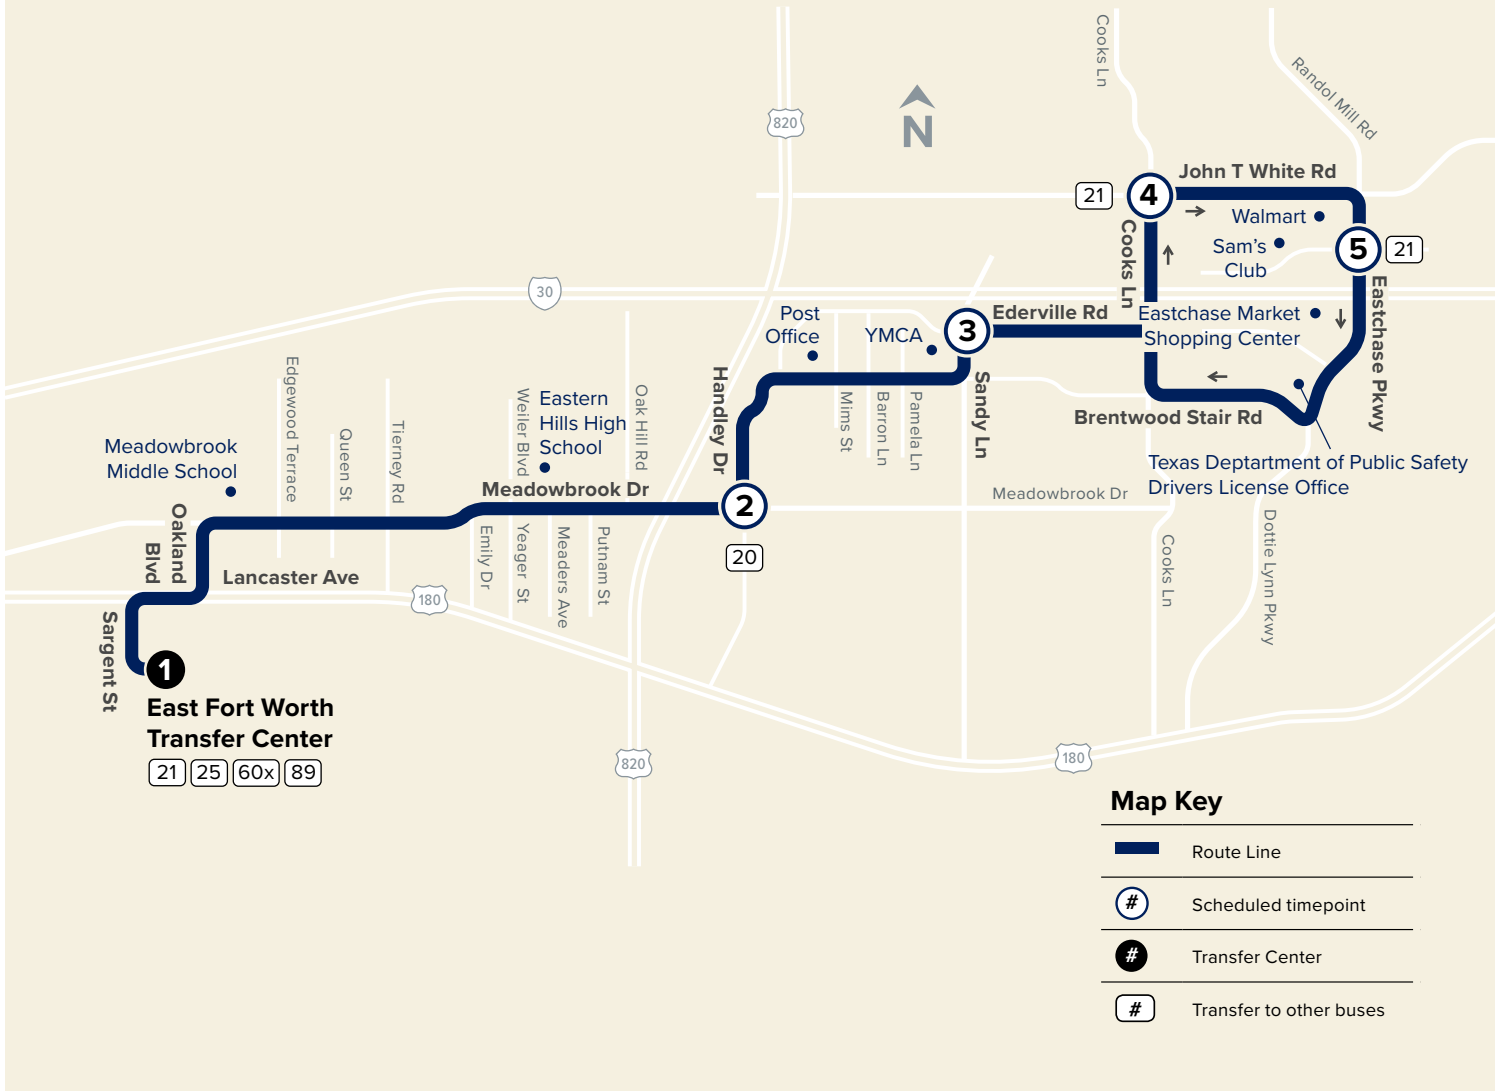 Cooks Ln
Randol Mill Rd
820
N
John T White Rd
21
4
Walmart
Sam's
Club
5
21
Cooks Ln
Eastchase Pkwy
30
Post
Office
YMCA
3
Ederville Rd
Eastchase Market
Shopping Center
Edgewood Terrace
Queen St
Tierney Rd
Weiler Blvd
Eastern
Hills High
School
Oak Hill Rd
Handley Dr
Mims St
Barron Ln
Pamela Ln
Sandy Ln
Brentwood Stair Rd
Meadowbrook
Middle School
Texas Deptartment of Public Safety
Drivers License Office
Meadowbrook Dr
2
Meadowbrook Dr
Oakland
Blvd
20
Emily Dr
Yeager St
Meaders Ave
Putnam St
Cooks Ln
Dottie Lynn Pkwy
Lancaster Ave
180
Sargent St
1
East Fort Worth
Transfer Center
21 25 60x 89
820
180
Map Key
Route Line
# Scheduled timepoint
# Transfer Center
# Transfer to other buses